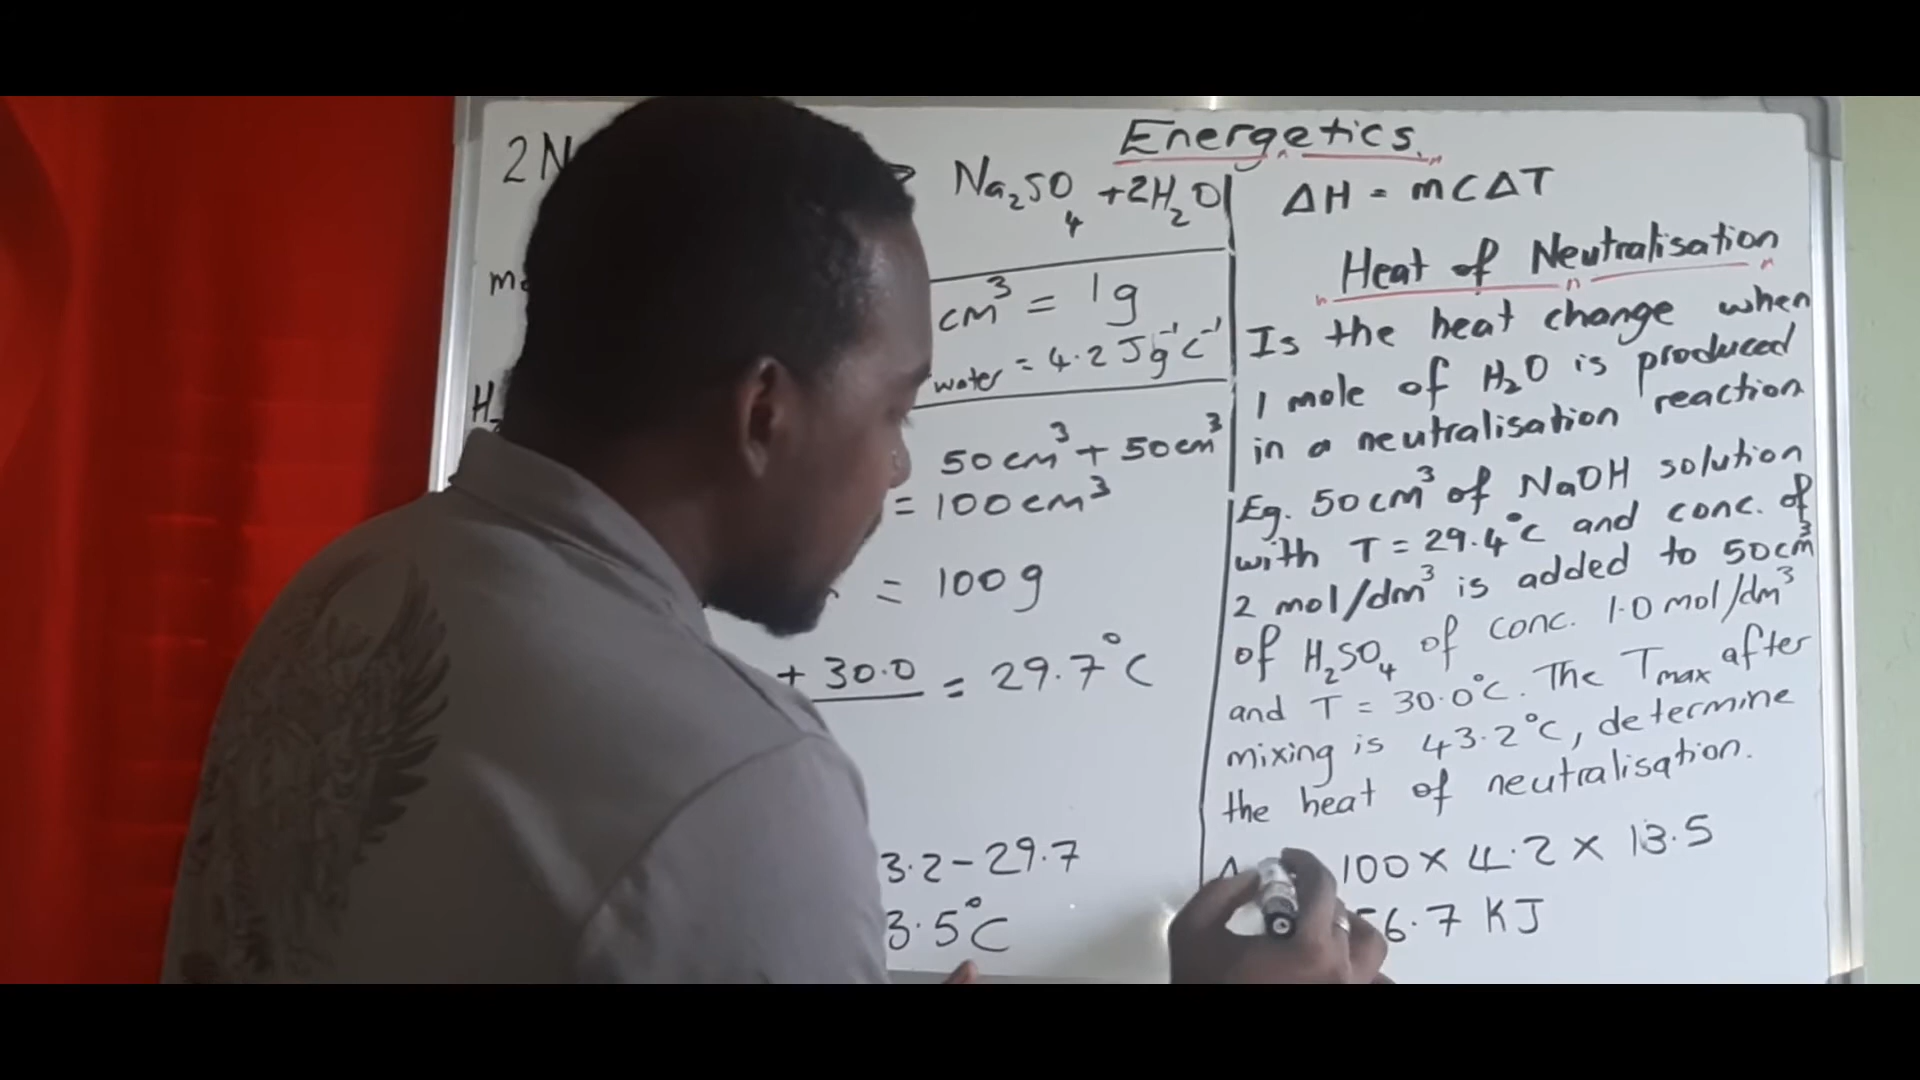 Energetics
2N
Na₂SO₄ + 2H₂O
cm³ = 1g
water = 4.2 Jg⁻¹C⁻¹
50cm³ + 50cm³
= 100cm³
= 100g
+ 30.0 = 29.7°C
3.2 - 29.7
3.5°C
ΔH = mCΔT
Heat of Neutralisation
Is the heat change when
1 mole of H₂O is produced
in a neutralisation reaction
Eg. 50cm³ of NaOH solution
with T = 29.4°C and conc. of
2 mol/dm³ is added to 50cm³
of H₂SO₄ of conc. 1.0 mol/dm³
and T = 30.0°C. The Tmax after
mixing is 43.2°C, determine
the heat of neutralisation.
100 x 4.2 x 13.5
6.7 KJ